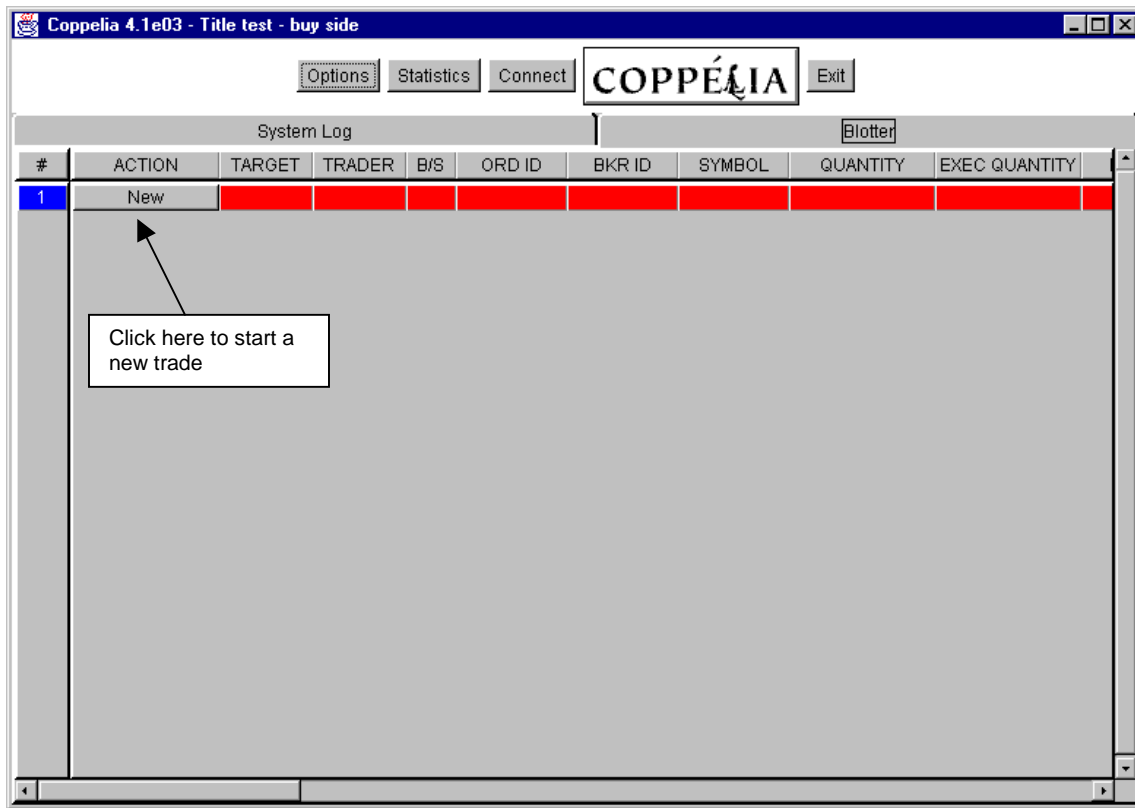 Coppelia 4.1e03 - Title test - buy side
Options Statistics Connect COPPÉLIA Exit
System Log Blotter
# ACTION TARGET TRADER B/S ORD ID BKR ID SYMBOL QUANTITY EXEC QUANTITY
1 New
Click here to start a
new trade